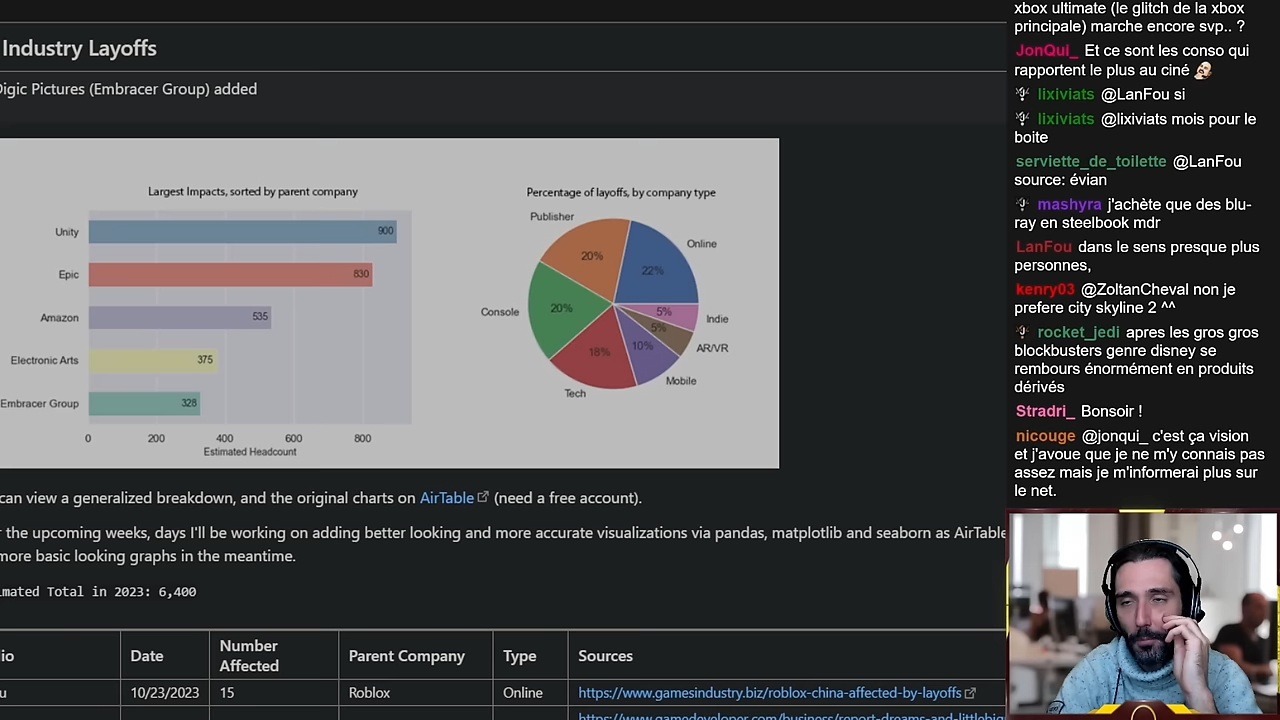 Industry Layoffs
Digic Pictures (Embracer Group) added
Largest Impacts, sorted by parent company
Unity
900
Epic
830
Amazon
535
Electronic Arts
375
Embracer Group
328
0 200 400 600 800
Estimated Headcount
Percentage of layoffs, by company type
Publisher
20%
Online
22%
Console
20%
Indie
5%
AR/VR
5%
Mobile
10%
Tech
18%
can view a generalized breakdown, and the original charts on AirTable (need a free account).
the upcoming weeks, days I'll be working on adding better looking and more accurate visualizations via pandas, matplotlib and seaborn as AirTable
more basic looking graphs in the meantime.
mated Total in 2023: 6,400
io Date Number Affected Parent Company Type Sources
u 10/23/2023 15 Roblox Online https://www.gamesindustry.biz/roblox-china-affected-by-layoffs
https://www.gamedeveloper.com/business/report-dreams-and-littlebig
xbox ultimate (le glitch de la xbox
principale) marche encore svp.. ?
JonQui_ Et ce sont les conso qui
rapportent le plus au ciné
lixiviats @LanFou si
lixiviats @lixiviats mois pour le
boite
serviette_de_toilette @LanFou
source: évian
mashyra j'achète que des blu-
ray en steelbook mdr
LanFou dans le sens presque plus
personnes,
kenry03 @ZoltanCheval non je
prefere city skyline 2 ^^
rocket_jedi apres les gros gros
blockbusters genre disney se
rembours énormément en produits
dérivés
Stradri_ Bonsoir !
nicouge @jonqui_ c'est ça vision
et j'avoue que je ne m'y connais pas
assez mais je m'informerai plus sur
le net.